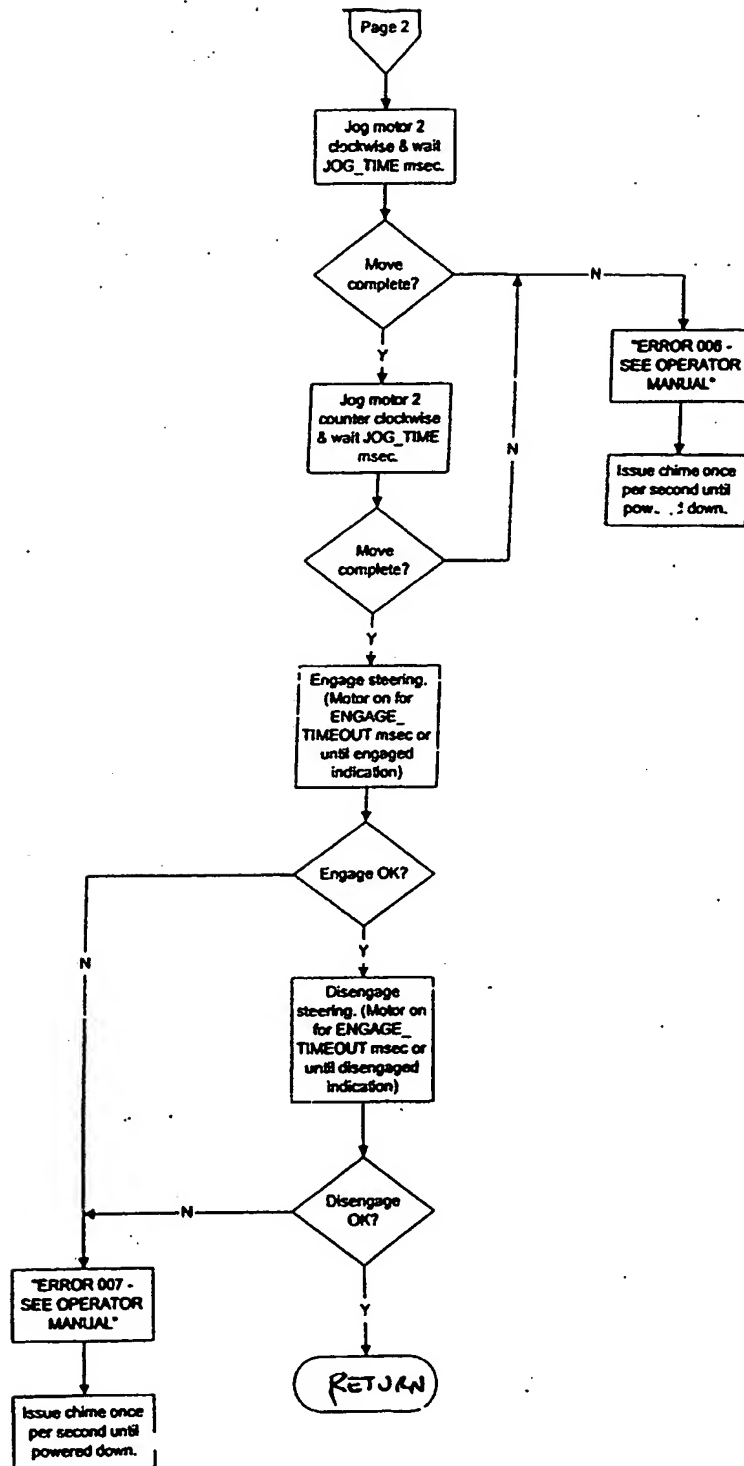 Page 2
Jog motor 2
clockwise & wait
JOG_TIME msec.
Move
complete?
N
Y
"ERROR 006 -
SEE OPERATOR
MANUAL"
Jog motor 2
counter clockwise
& wait JOG_TIME
msec.
N
Issue chime once
per second until
down.
Move
complete?
Y
Engage steering.
(Motor on for
ENGAGE_
TIMEOUT msec or
until engaged
indication)
Engage OK?
N
Y
Disengage
steering. (Motor on
for ENGAGE_
TIMEOUT msec or
until disengaged
indication)
Disengage
OK?
N
"ERROR 007 -
SEE OPERATOR
MANUAL"
Y
RETURN
Issue chime once
per second until
powered down.